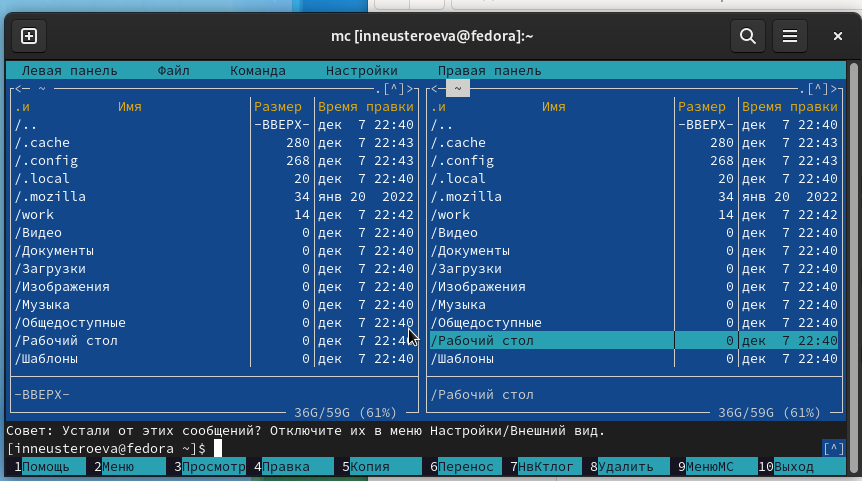 mc [inneusteroeva@fedora]:~
Левая панель Файл Команда Настройки Правая панель
<─ ~ .[^]> <─ ~ .[^]>
.и Имя Размер Время правки .и Имя Размер Время правки
/.. -ВВЕРХ- дек 7 22:40 /.. -ВВЕРХ- дек 7 22:40
/.cache 280 дек 7 22:43 /.cache 280 дек 7 22:43
/.config 268 дек 7 22:43 /.config 268 дек 7 22:43
/.local 20 дек 7 22:40 /.local 20 дек 7 22:40
/.mozilla 34 янв 20 2022 /.mozilla 34 янв 20 2022
/work 14 дек 7 22:42 /work 14 дек 7 22:42
/Видео 0 дек 7 22:40 /Видео 0 дек 7 22:40
/Документы 0 дек 7 22:40 /Документы 0 дек 7 22:40
/Загрузки 0 дек 7 22:40 /Загрузки 0 дек 7 22:40
/Изображения 0 дек 7 22:40 /Изображения 0 дек 7 22:40
/Музыка 0 дек 7 22:40 /Музыка 0 дек 7 22:40
/Общедоступные 0 дек 7 22:40 /Общедоступные 0 дек 7 22:40
/Рабочий стол 0 дек 7 22:40 /Рабочий стол 0 дек 7 22:40
/Шаблоны 0 дек 7 22:40 /Шаблоны 0 дек 7 22:40
-ВВЕРХ- /Рабочий стол
36G/59G (61%) 36G/59G (61%)
Совет: Устали от этих сообщений? Отключите их в меню Настройки/Внешний вид.
[inneusteroeva@fedora ~]$ [^]
1Помощь 2Меню 3Просмотр 4Правка 5Копия 6Перенос 7НвКтлог 8Удалить 9МенюМС 10Выход